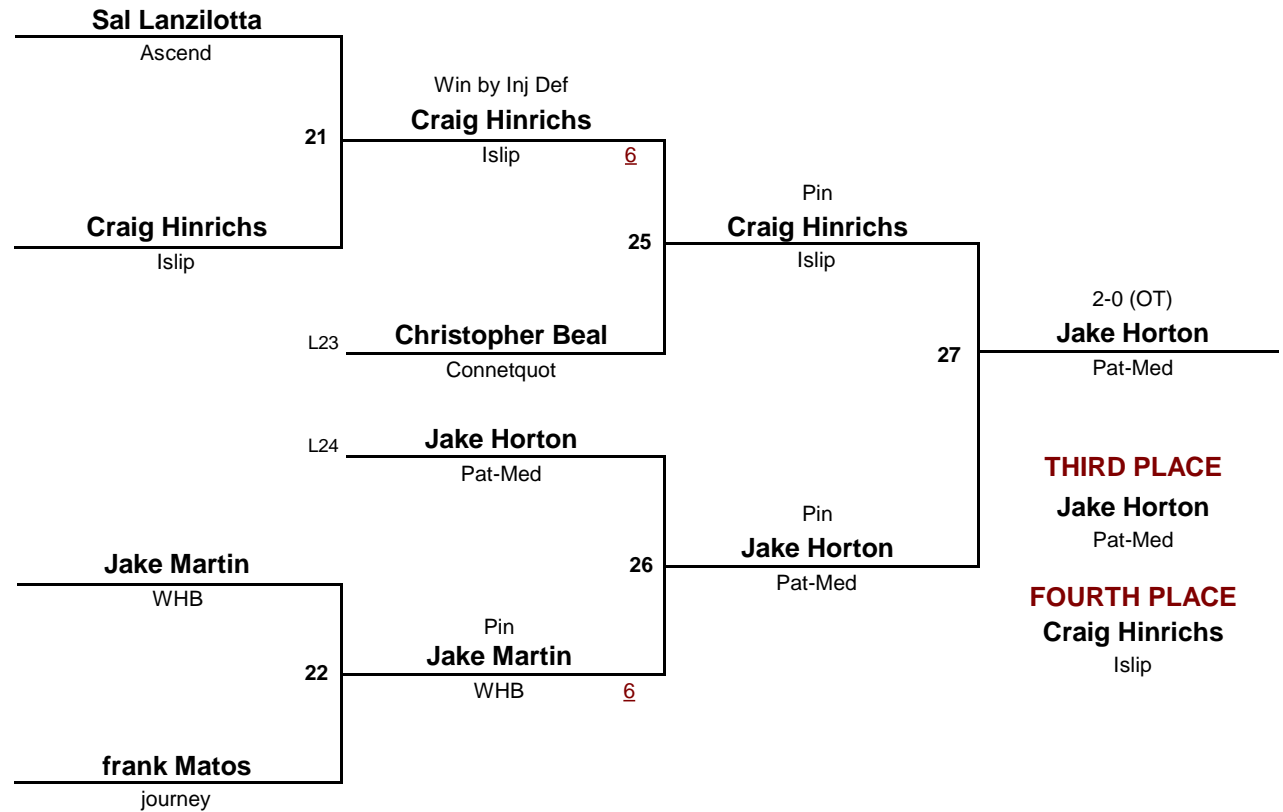 Sal Lanzilotta
Ascend
Win by Inj Def
21
Craig Hinrichs
Islip
6
Craig Hinrichs
Islip
25
Pin
Craig Hinrichs
Islip
L23
Christopher Beal
Connetquot
27
2-0 (OT)
Jake Horton
Pat-Med
L24
Jake Horton
Pat-Med
THIRD PLACE
Jake Horton
Pat-Med
Jake Martin
WHB
26
Pin
Jake Horton
Pat-Med
FOURTH PLACE
Craig Hinrichs
Islip
22
Pin
Jake Martin
WHB
6
frank Matos
journey